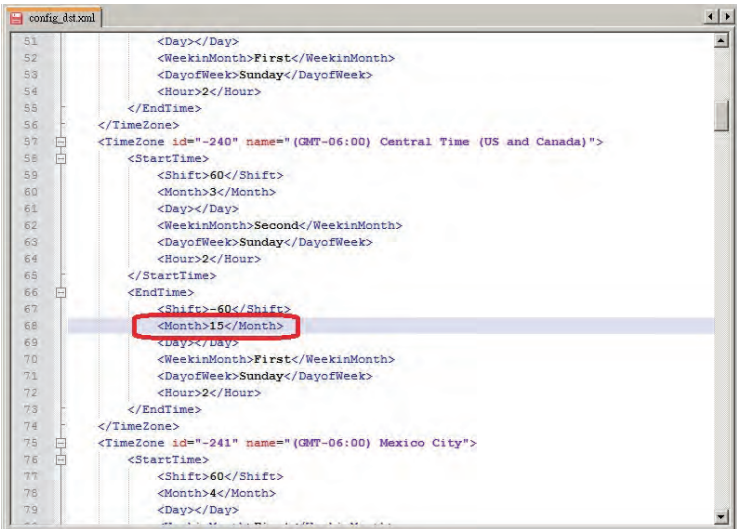 config_dst.xml
51 <Day></Day>
52 <WeekinMonth>First</WeekinMonth>
53 <DayofWeek>Sunday</DayofWeek>
54 <Hour>2</Hour>
55 </EndTime>
56 </TimeZone>
57 <TimeZone id="-240" name="(GMT-06:00) Central Time (US and Canada)">
58 <StartTime>
59 <Shift>60</Shift>
60 <Month>3</Month>
61 <Day></Day>
62 <WeekinMonth>Second</WeekinMonth>
63 <DayofWeek>Sunday</DayofWeek>
64 <Hour>2</Hour>
65 </StartTime>
66 <EndTime>
67 <Shift>-60</Shift>
68 <Month>15</Month>
69 <Day></Day>
70 <WeekinMonth>First</WeekinMonth>
71 <DayofWeek>Sunday</DayofWeek>
72 <Hour>2</Hour>
73 </EndTime>
74 </TimeZone>
75 <TimeZone id="-241" name="(GMT-06:00) Mexico City">
76 <StartTime>
77 <Shift>60</Shift>
78 <Month>4</Month>
79 <Day></Day>